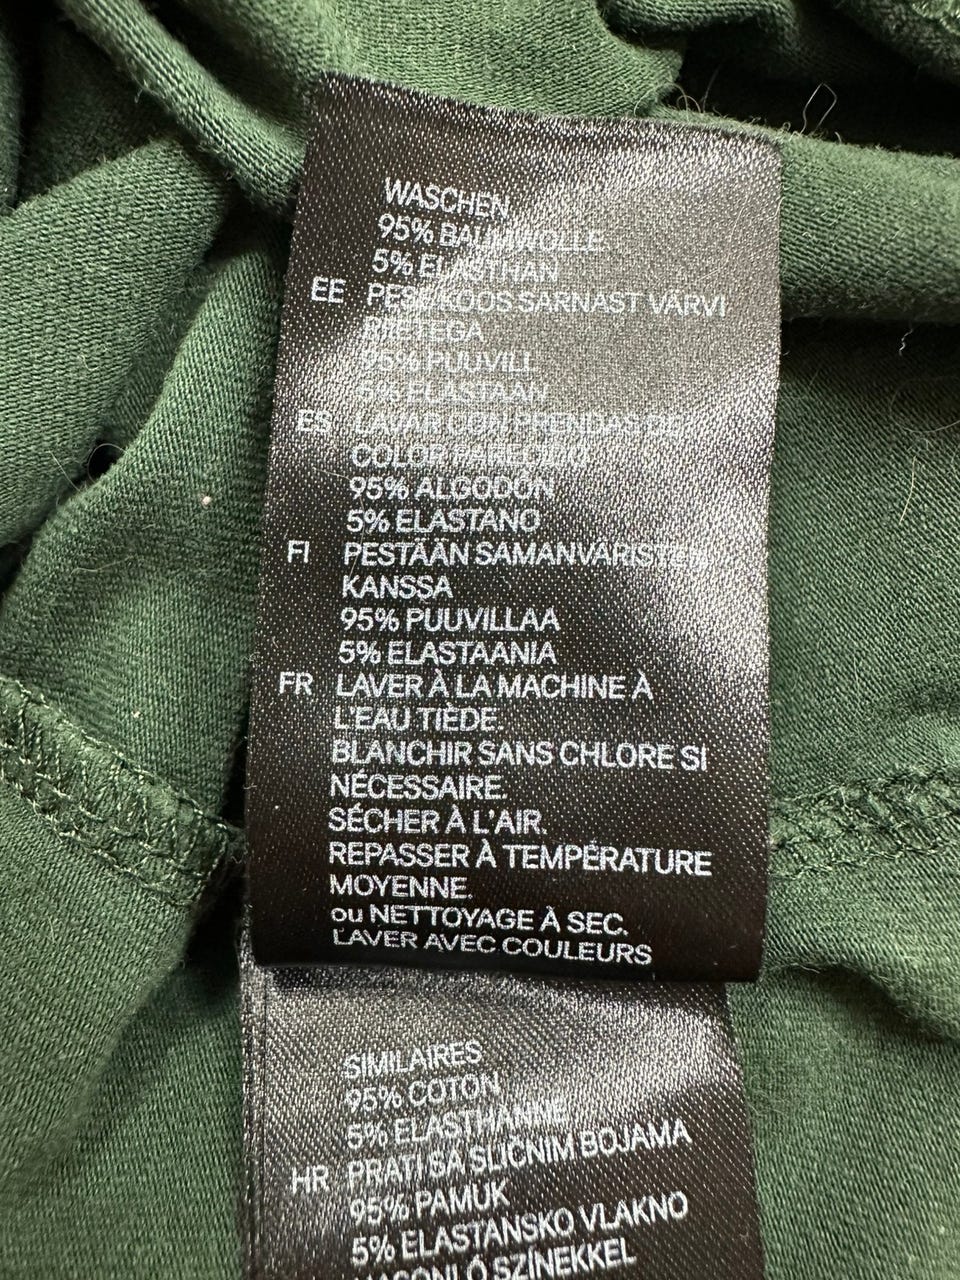 WASCHEN
95% BAUMWOLLE
5% ELASTHAN
EE PESE KOOS SARNAST VÄRVI
RIIETEGA
95% PUUVILL
5% ELASTAAN
ES LAVAR CON PRENDAS DE
COLOR PARECIDO
95% ALGODÓN
5% ELASTANO
FI PESTÄÄN SAMANVÄRISTEN
KANSSA
95% PUUVILLAA
5% ELASTAANIA
FR LAVER À LA MACHINE À
L'EAU TIÈDE.
BLANCHIR SANS CHLORE SI
NÉCESSAIRE.
SÉCHER À L'AIR.
REPASSER À TEMPÉRATURE
MOYENNE.
ou NETTOYAGE À SEC.
LAVER AVEC COULEURS
SIMILAIRES
95% COTON
5% ELASTHANNE
HR PRATI SA SLIČNIM BOJAMA
95% PAMUK
5% ELASTANSKO VLAKNO
HASONLÓ SZÍNEKKEL